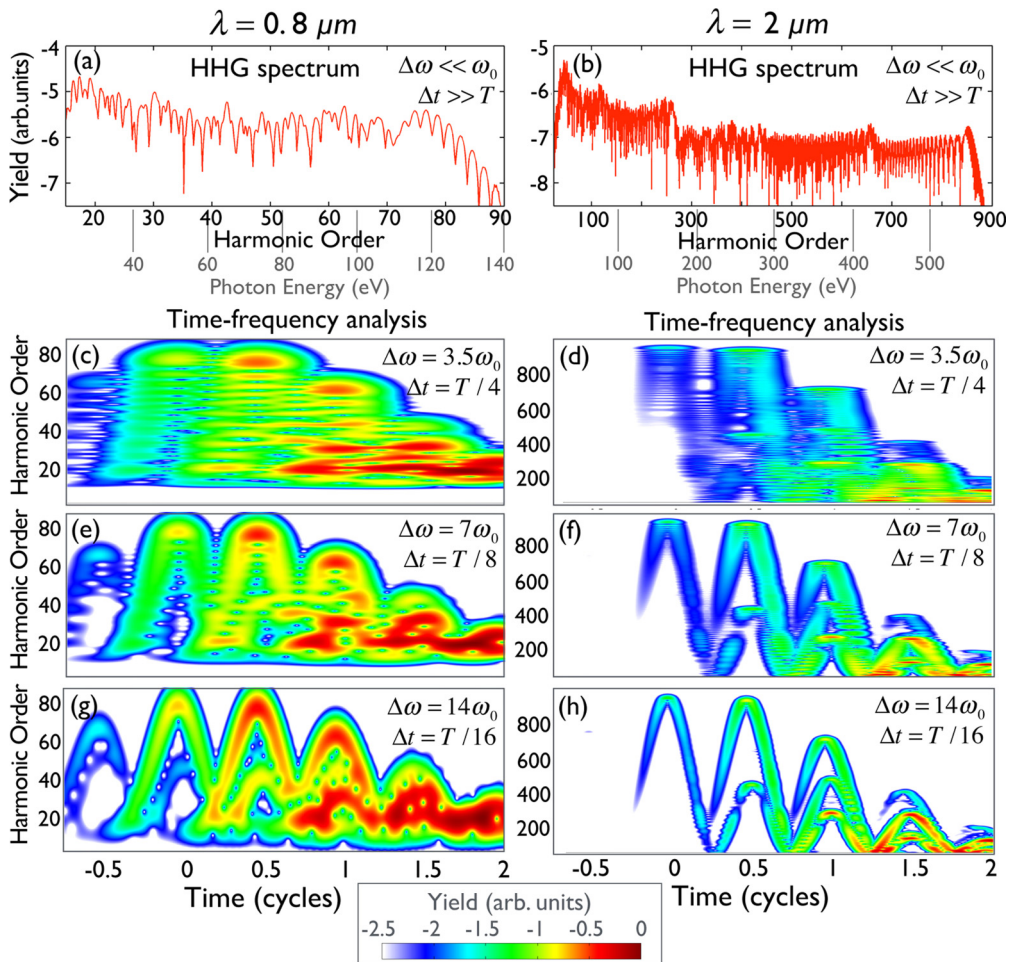 λ = 0.8 μm
λ = 2 μm
Yield (arb.units)
-4
-5
-6
-7
(a)
HHG spectrum
Δω << ω₀
Δt >> T
20 30 40 50 60 70 80 90
Harmonic Order
40 60 80 100 120 140
Photon Energy (eV)
-5
-6
-7
-8
(b)
HHG spectrum
Δω << ω₀
Δt >> T
100 300 500 700 900
Harmonic Order
100 200 300 400 500
Photon Energy (eV)
Time-frequency analysis
Time-frequency analysis
Harmonic Order
80
60
40
20
(c)
Δω = 3.5ω₀
Δt = T / 4
800
600
400
200
(d)
Δω = 3.5ω₀
Δt = T / 4
Harmonic Order
80
60
40
20
(e)
Δω = 7ω₀
Δt = T / 8
800
600
400
200
(f)
Δω = 7ω₀
Δt = T / 8
Harmonic Order
80
60
40
20
(g)
Δω = 14ω₀
Δt = T / 16
800
600
400
200
(h)
Δω = 14ω₀
Δt = T / 16
-0.5 0 0.5 1 1.5 2
Time (cycles)
-0.5 0 0.5 1 1.5 2
Time (cycles)
Yield (arb. units)
-2.5 -2 -1.5 -1 -0.5 0